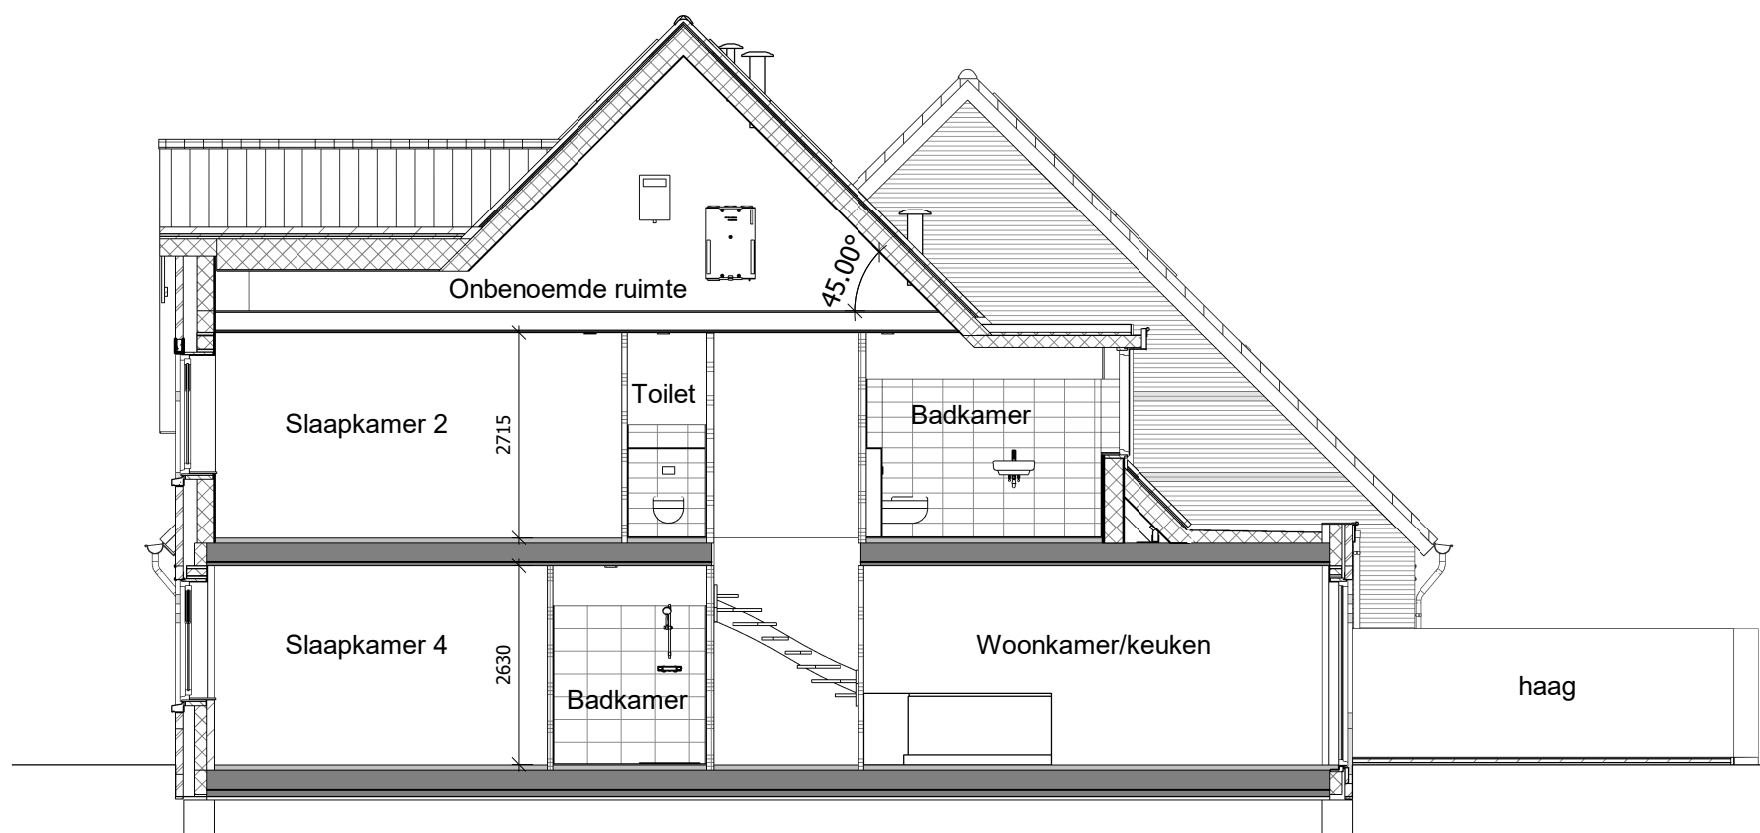 Onbenoemde ruimte
45.00°
Slaapkamer 2
2715
Toilet
Badkamer
Slaapkamer 4
2630
Badkamer
Woonkamer/keuken
haag